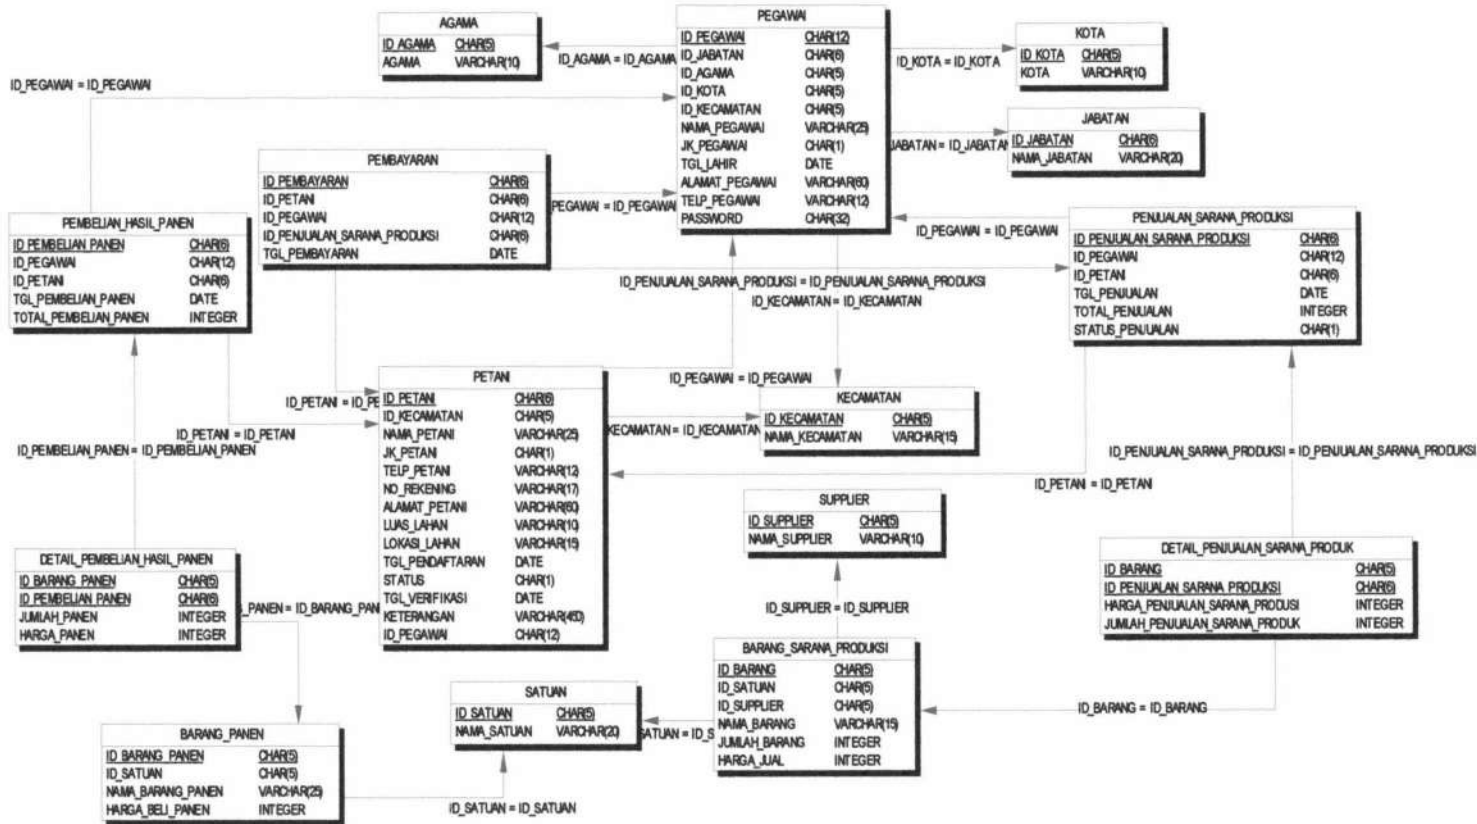 AGAMA
ID_AGAMA CHAR(5)
AGAMA VARCHAR(10)
ID_AGAMA = ID_AGAMA
PEGAWAI
ID_PEGAWAI CHAR(12)
ID_JABATAN CHAR(6)
ID_AGAMA CHAR(5)
ID_KOTA CHAR(5)
ID_KECAMATAN CHAR(5)
NAMA_PEGAWAI VARCHAR(25)
JK_PEGAWAI CHAR(1)
TGL_LAHIR DATE
ALAMAT_PEGAWAI VARCHAR(60)
TELP_PEGAWAI VARCHAR(12)
PASSWORD CHAR(32)
ID_KOTA = ID_KOTA
KOTA
ID_KOTA CHAR(5)
KOTA VARCHAR(10)
JABATAN = ID_JABATAN
JABATAN
ID_JABATAN CHAR(6)
NAMA_JABATAN VARCHAR(20)
ID_PEGAWAI = ID_PEGAWAI
PEMBAYARAN
ID_PEMBAYARAN CHAR(6)
ID_PETANI CHAR(6)
ID_PEGAWAI CHAR(12)
ID_PENJUALAN_SARANA_PRODUKSI CHAR(6)
TGL_PEMBAYARAN DATE
PEGAWAI = ID_PEGAWAI
PEMBELIAN_HASIL_PANEN
ID_PEMBELIAN_PANEN CHAR(6)
ID_PEGAWAI CHAR(12)
ID_PETANI CHAR(6)
TGL_PEMBELIAN_PANEN DATE
TOTAL_PEMBELIAN_PANEN INTEGER
PENJUALAN_SARANA_PRODUKSI
ID_PENJUALAN_SARANA_PRODUKSI CHAR(6)
ID_PEGAWAI CHAR(12)
ID_PETANI CHAR(6)
TGL_PENJUALAN DATE
TOTAL_PENJUALAN INTEGER
STATUS_PENJUALAN CHAR(1)
ID_PEGAWAI = ID_PEGAWAI
ID_PENJUALAN_SARANA_PRODUKSI = ID_PENJUALAN_SARANA_PRODUKSI
ID_KECAMATAN = ID_KECAMATAN
PETANI
ID_PETANI CHAR(6)
ID_KECAMATAN CHAR(5)
NAMA_PETANI VARCHAR(25)
JK_PETANI CHAR(1)
TELP_PETANI VARCHAR(12)
NO_REKENING VARCHAR(17)
ALAMAT_PETANI VARCHAR(60)
LUAS_LAHAN VARCHAR(10)
LOKASI_LAHAN VARCHAR(15)
TGL_PENDAFTARAN DATE
STATUS CHAR(1)
TGL_VERIFIKASI DATE
KETERANGAN VARCHAR(450)
ID_PEGAWAI CHAR(12)
ID_PEGAWAI = ID_PEGAWAI
ID_PETANI = ID_PE
ID_PETANI = ID_PETANI
KECAMATAN = ID_KECAMATAN
KECAMATAN
ID_KECAMATAN CHAR(5)
NAMA_KECAMATAN VARCHAR(15)
ID_PEMBELIAN_PANEN = ID_PEMBELIAN_PANEN
ID_PENJUALAN_SARANA_PRODUKSI = ID_PENJUALAN_SARANA_PRODUKSI
ID_PETANI = ID_PETANI
SUPPLIER
ID_SUPPLIER CHAR(5)
NAMA_SUPPLIER VARCHAR(10)
DETAIL_PEMBELIAN_HASIL_PANEN
ID_BARANG_PANEN CHAR(5)
ID_PEMBELIAN_PANEN CHAR(6)
JUMLAH_PANEN INTEGER
HARGA_PANEN INTEGER
_PANEN = ID_BARANG_PAN
DETAIL_PENJUALAN_SARANA_PRODUK
ID_BARANG CHAR(5)
ID_PENJUALAN_SARANA_PRODUKSI CHAR(6)
HARGA_PENJUALAN_SARANA_PRODUSI INTEGER
JUMLAH_PENJUALAN_SARANA_PRODUK INTEGER
ID_SUPPLIER = ID_SUPPLIER
BARANG_SARANA_PRODUKSI
ID_BARANG CHAR(5)
ID_SATUAN CHAR(5)
ID_SUPPLIER CHAR(5)
NAMA_BARANG VARCHAR(15)
JUMLAH_BARANG INTEGER
HARGA_JUAL INTEGER
ID_BARANG = ID_BARANG
SATUAN
ID_SATUAN CHAR(5)
NAMA_SATUAN VARCHAR(20)
SATUAN = ID_S
BARANG_PANEN
ID_BARANG_PANEN CHAR(5)
ID_SATUAN CHAR(5)
NAMA_BARANG_PANEN VARCHAR(25)
HARGA_BELI_PANEN INTEGER
ID_SATUAN = ID_SATUAN